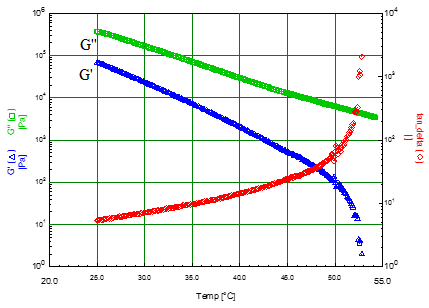 10⁶
10⁵
10⁴
10³
10²
10¹
10⁰
G" (□)
[Pa]
G' (△)
[Pa]
G"
G'
10⁴
10³
10²
10¹
10⁰
tan_delta (◇)
[]
20.0 25.0 30.0 35.0 40.0 45.0 50.0 55.0
Temp [°C]